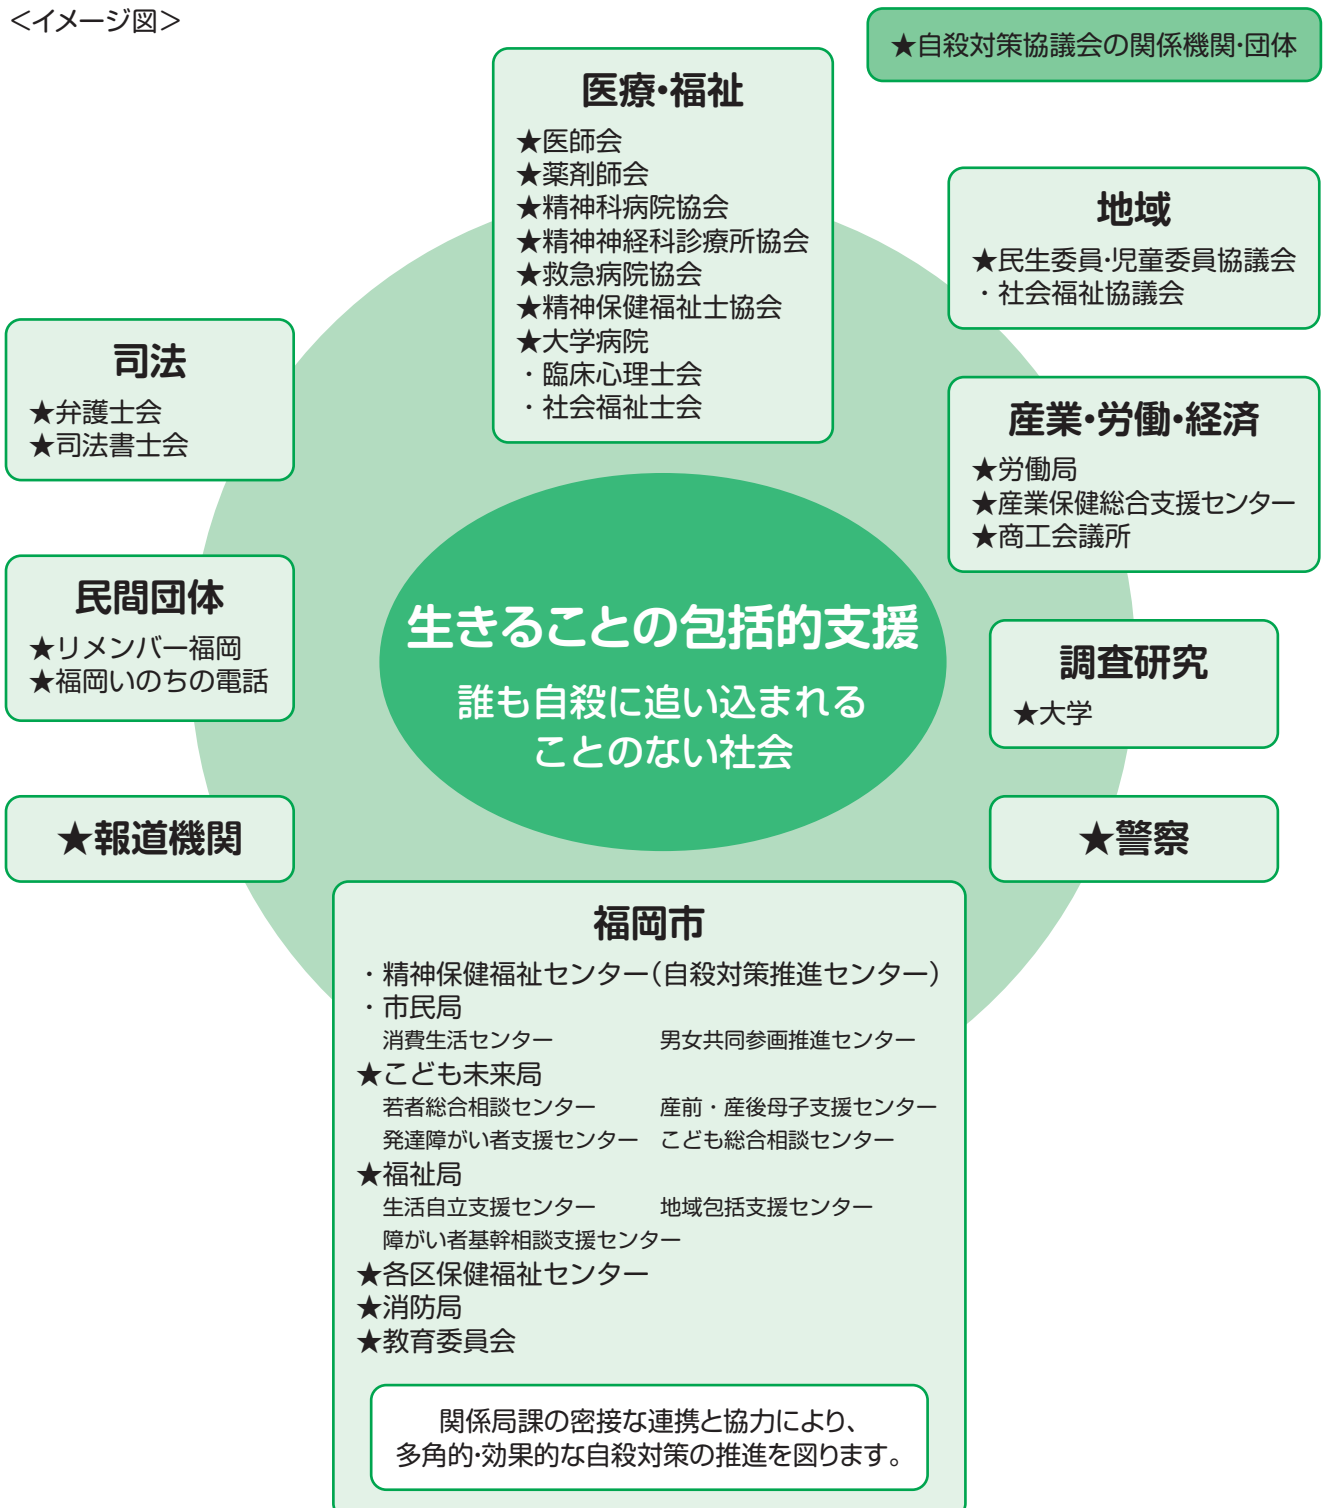 ＜イメージ図＞
★自殺対策協議会の関係機関・団体
医療・福祉
★医師会
★薬剤師会
★精神科病院協会
★精神神経科診療所協会
★救急病院協会
★精神保健福祉士協会
★大学病院
・臨床心理士会
・社会福祉士会
地域
★民生委員・児童委員協議会
・社会福祉協議会
司法
★弁護士会
★司法書士会
産業・労働・経済
★労働局
★産業保健総合支援センター
★商工会議所
民間団体
★リメンバー福岡
★福岡いのちの電話
生きることの包括的支援
誰も自殺に追い込まれる
ことのない社会
調査研究
★大学
★報道機関
★警察
福岡市
・精神保健福祉センター（自殺対策推進センター）
・市民局
消費生活センター 男女共同参画推進センター
★こども未来局
若者総合相談センター 産前・産後母子支援センター
発達障がい者支援センター こども総合相談センター
★福祉局
生活自立支援センター 地域包括支援センター
障がい者基幹相談支援センター
★各区保健福祉センター
★消防局
★教育委員会
関係局課の密接な連携と協力により、
多角的・効果的な自殺対策の推進を図ります。